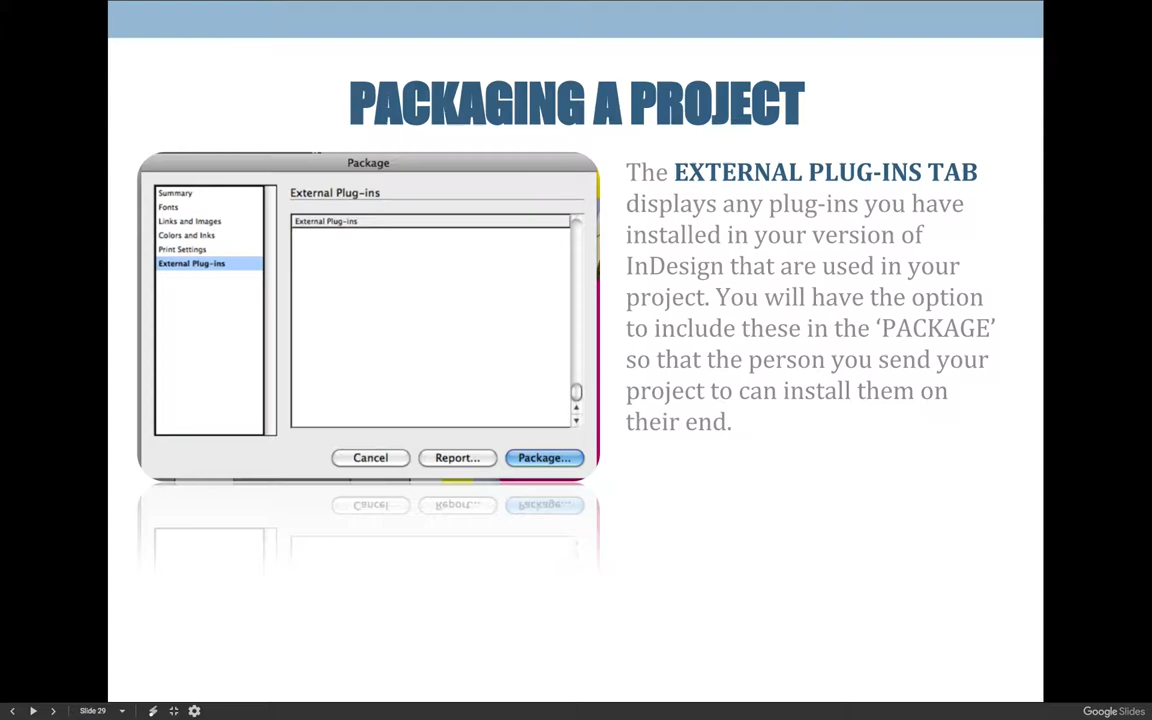 PACKAGING A PROJECT
Package
Summary
Fonts
Links and Images
Colors and Inks
Print Settings
External Plug-ins
External Plug-ins
External Plug-ins
Cancel
Report...
Package...
Cancel
Report...
Package...
The EXTERNAL PLUG-INS TAB
displays any plug-ins you have
installed in your version of
InDesign that are used in your
project. You will have the option
to include these in the ‘PACKAGE’
so that the person you send your
project to can install them on
their end.
Slide 29
Google Slides